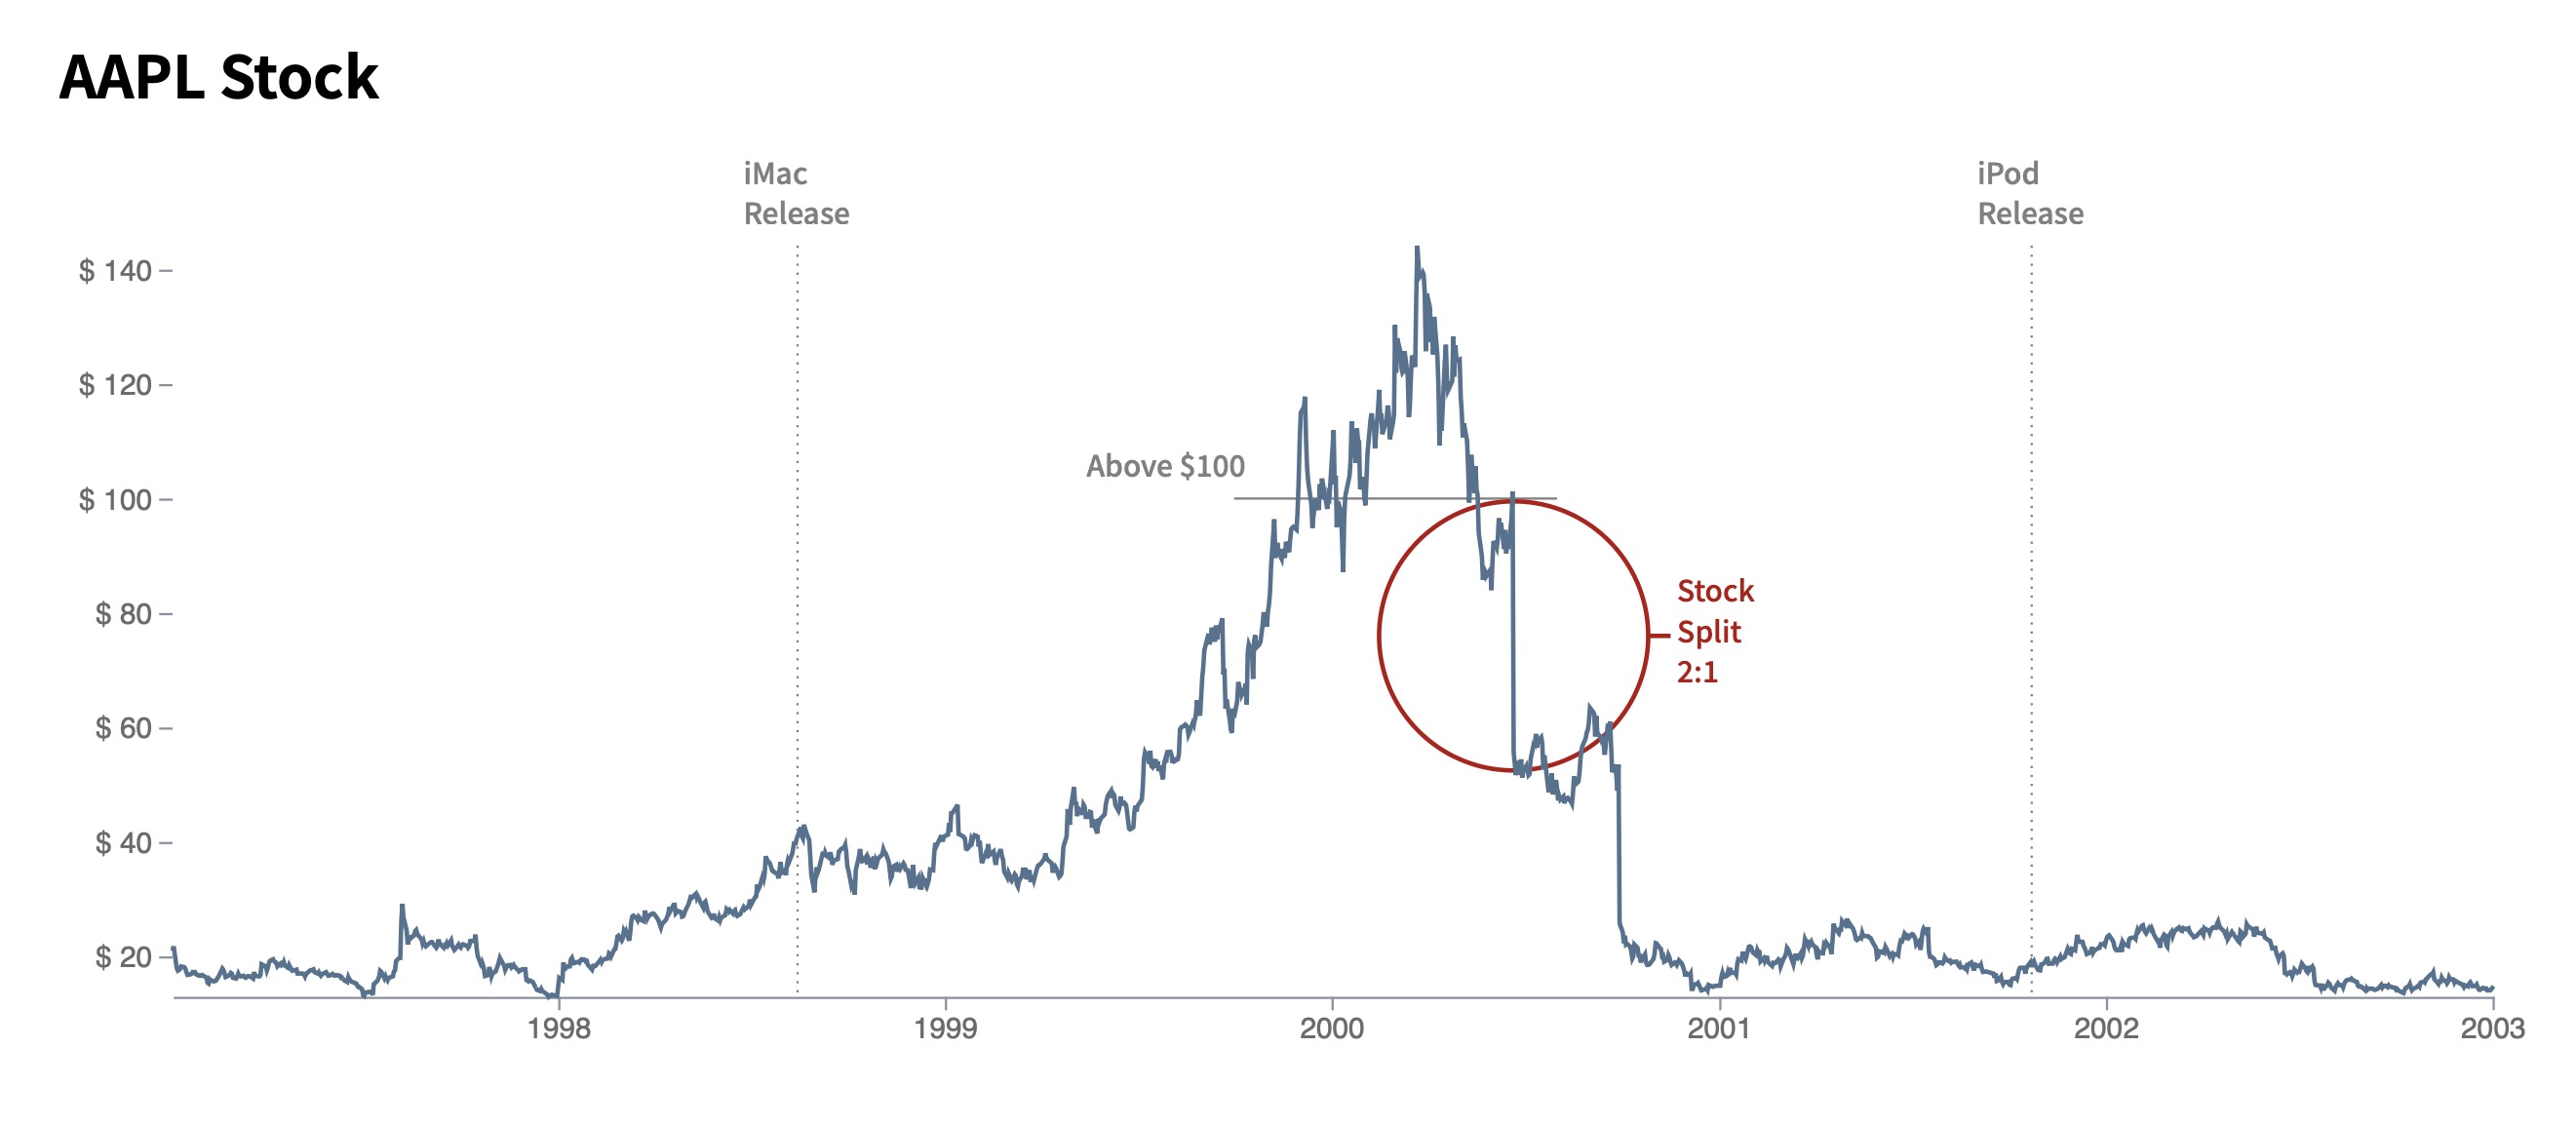 AAPL Stock
iMac
Release
iPod
Release
$ 140
$ 120
Above $100
$ 100
$ 80
Stock
Split
2:1
$ 60
$ 40
$ 20
1998
1999
2000
2001
2002
2003